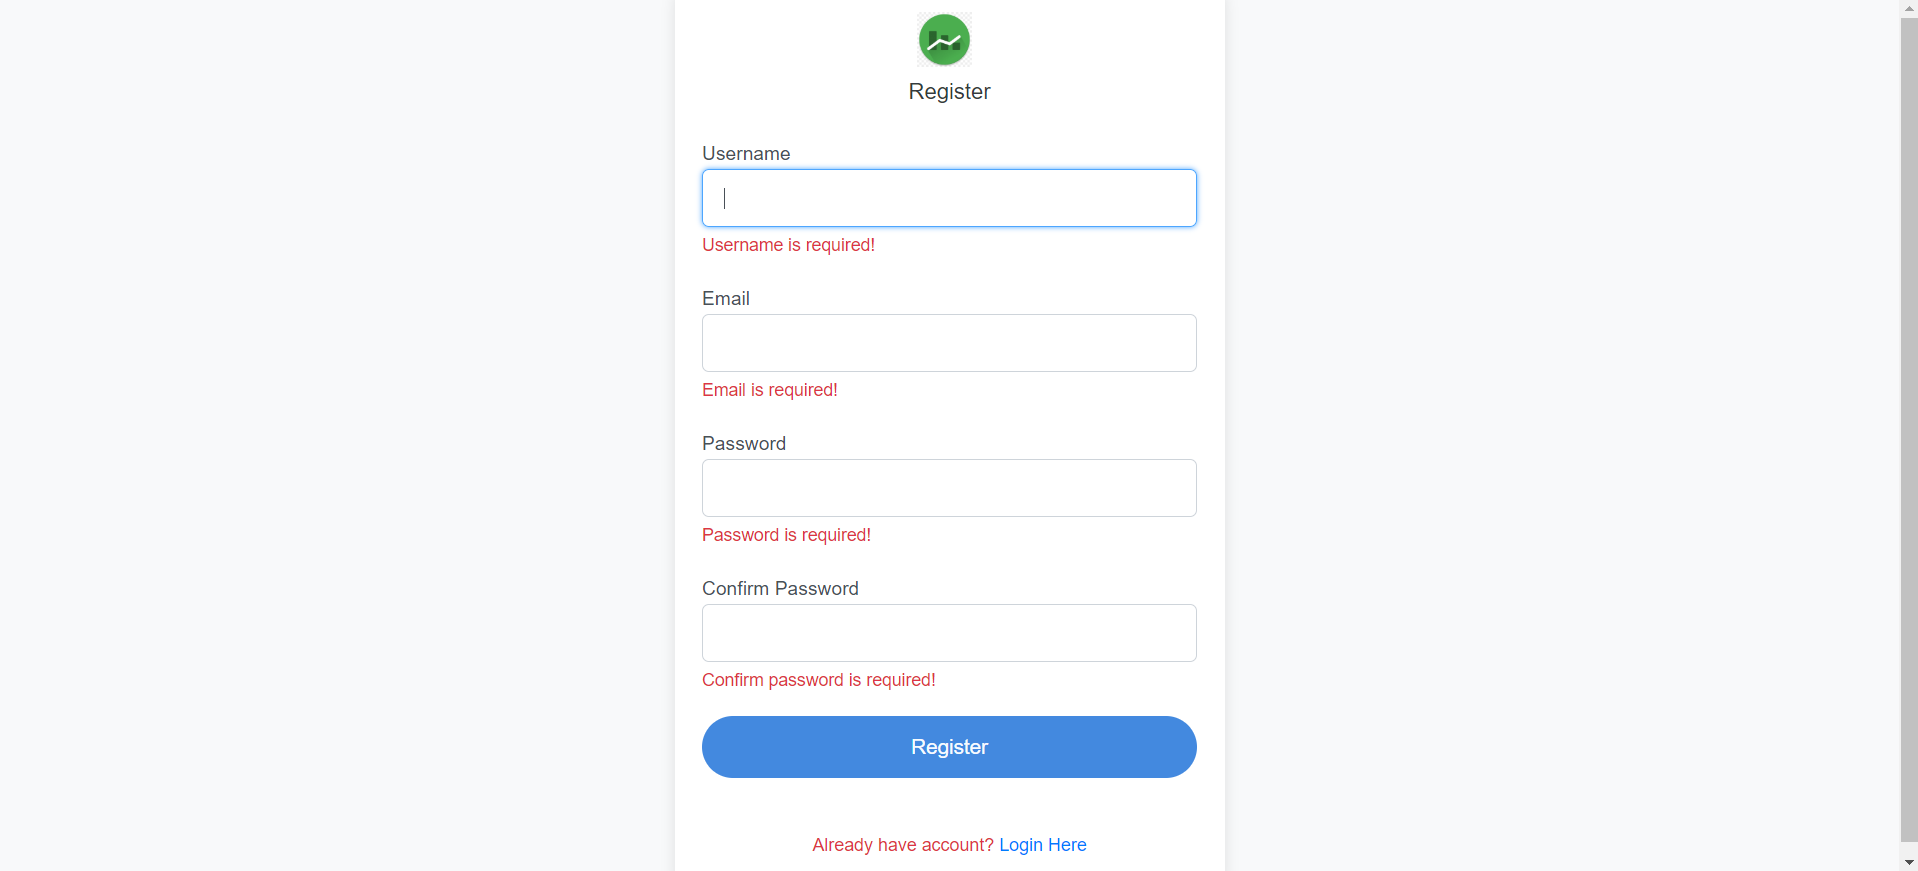 Register
Username
Username is required!
Email
Email is required!
Password
Password is required!
Confirm Password
Confirm password is required!
Register
Already have account? Login Here